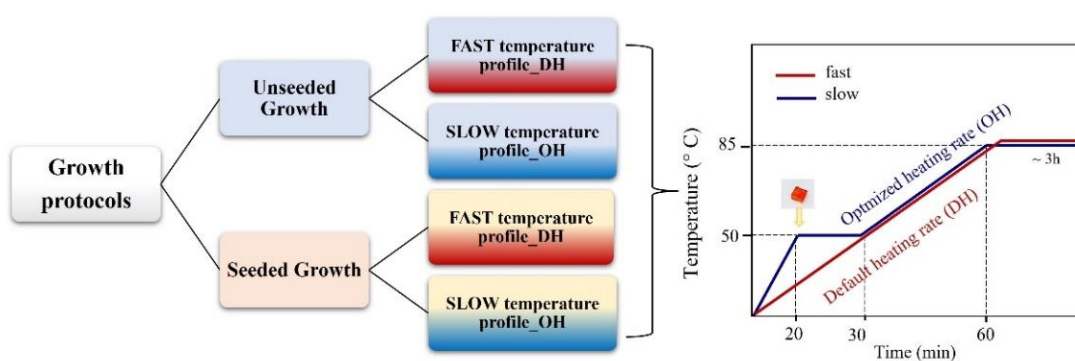 Growth
protocols
Unseeded
Growth
Seeded Growth
FAST temperature
profile_DH
SLOW temperature
profile_OH
FAST temperature
profile_DH
SLOW temperature
profile_OH
fast
slow
Temperature (° C)
85
50
Optmized heating rate (OH)
Default heating rate (DH)
~ 3h
20
30
60
Time (min)